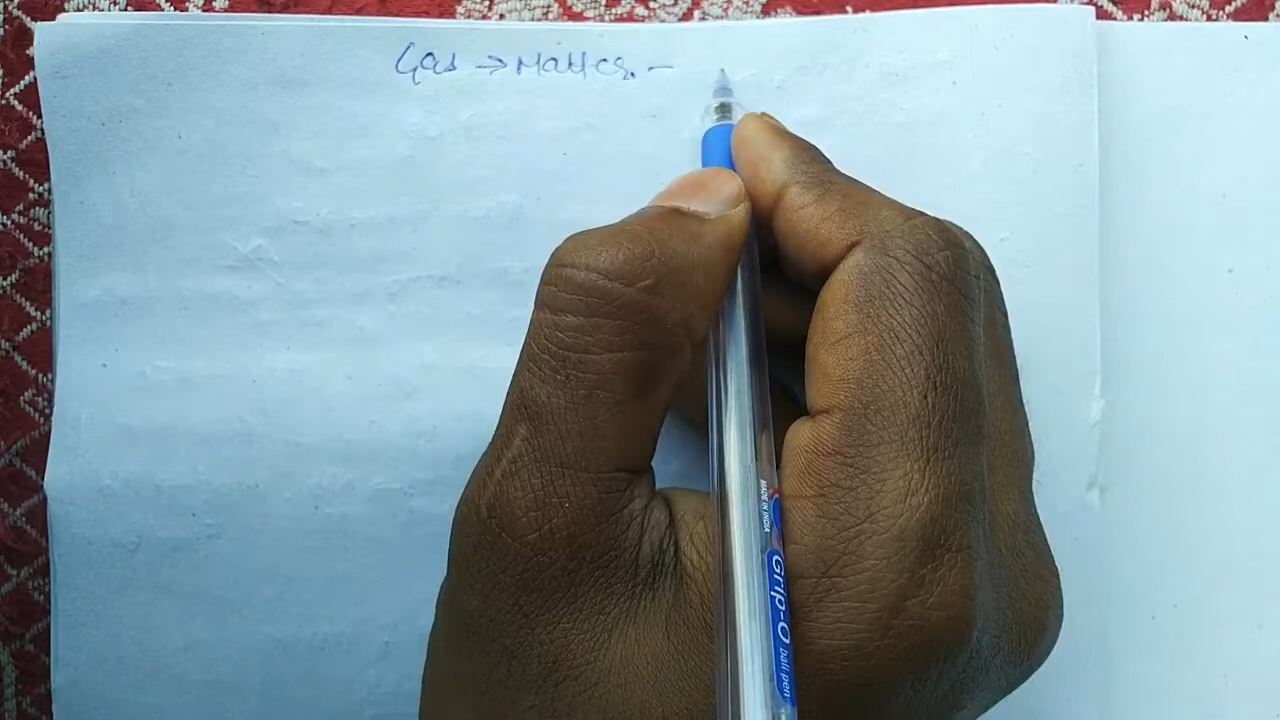 Gas → Matter. -
MADE IN INDIA
Grip-O ball pen